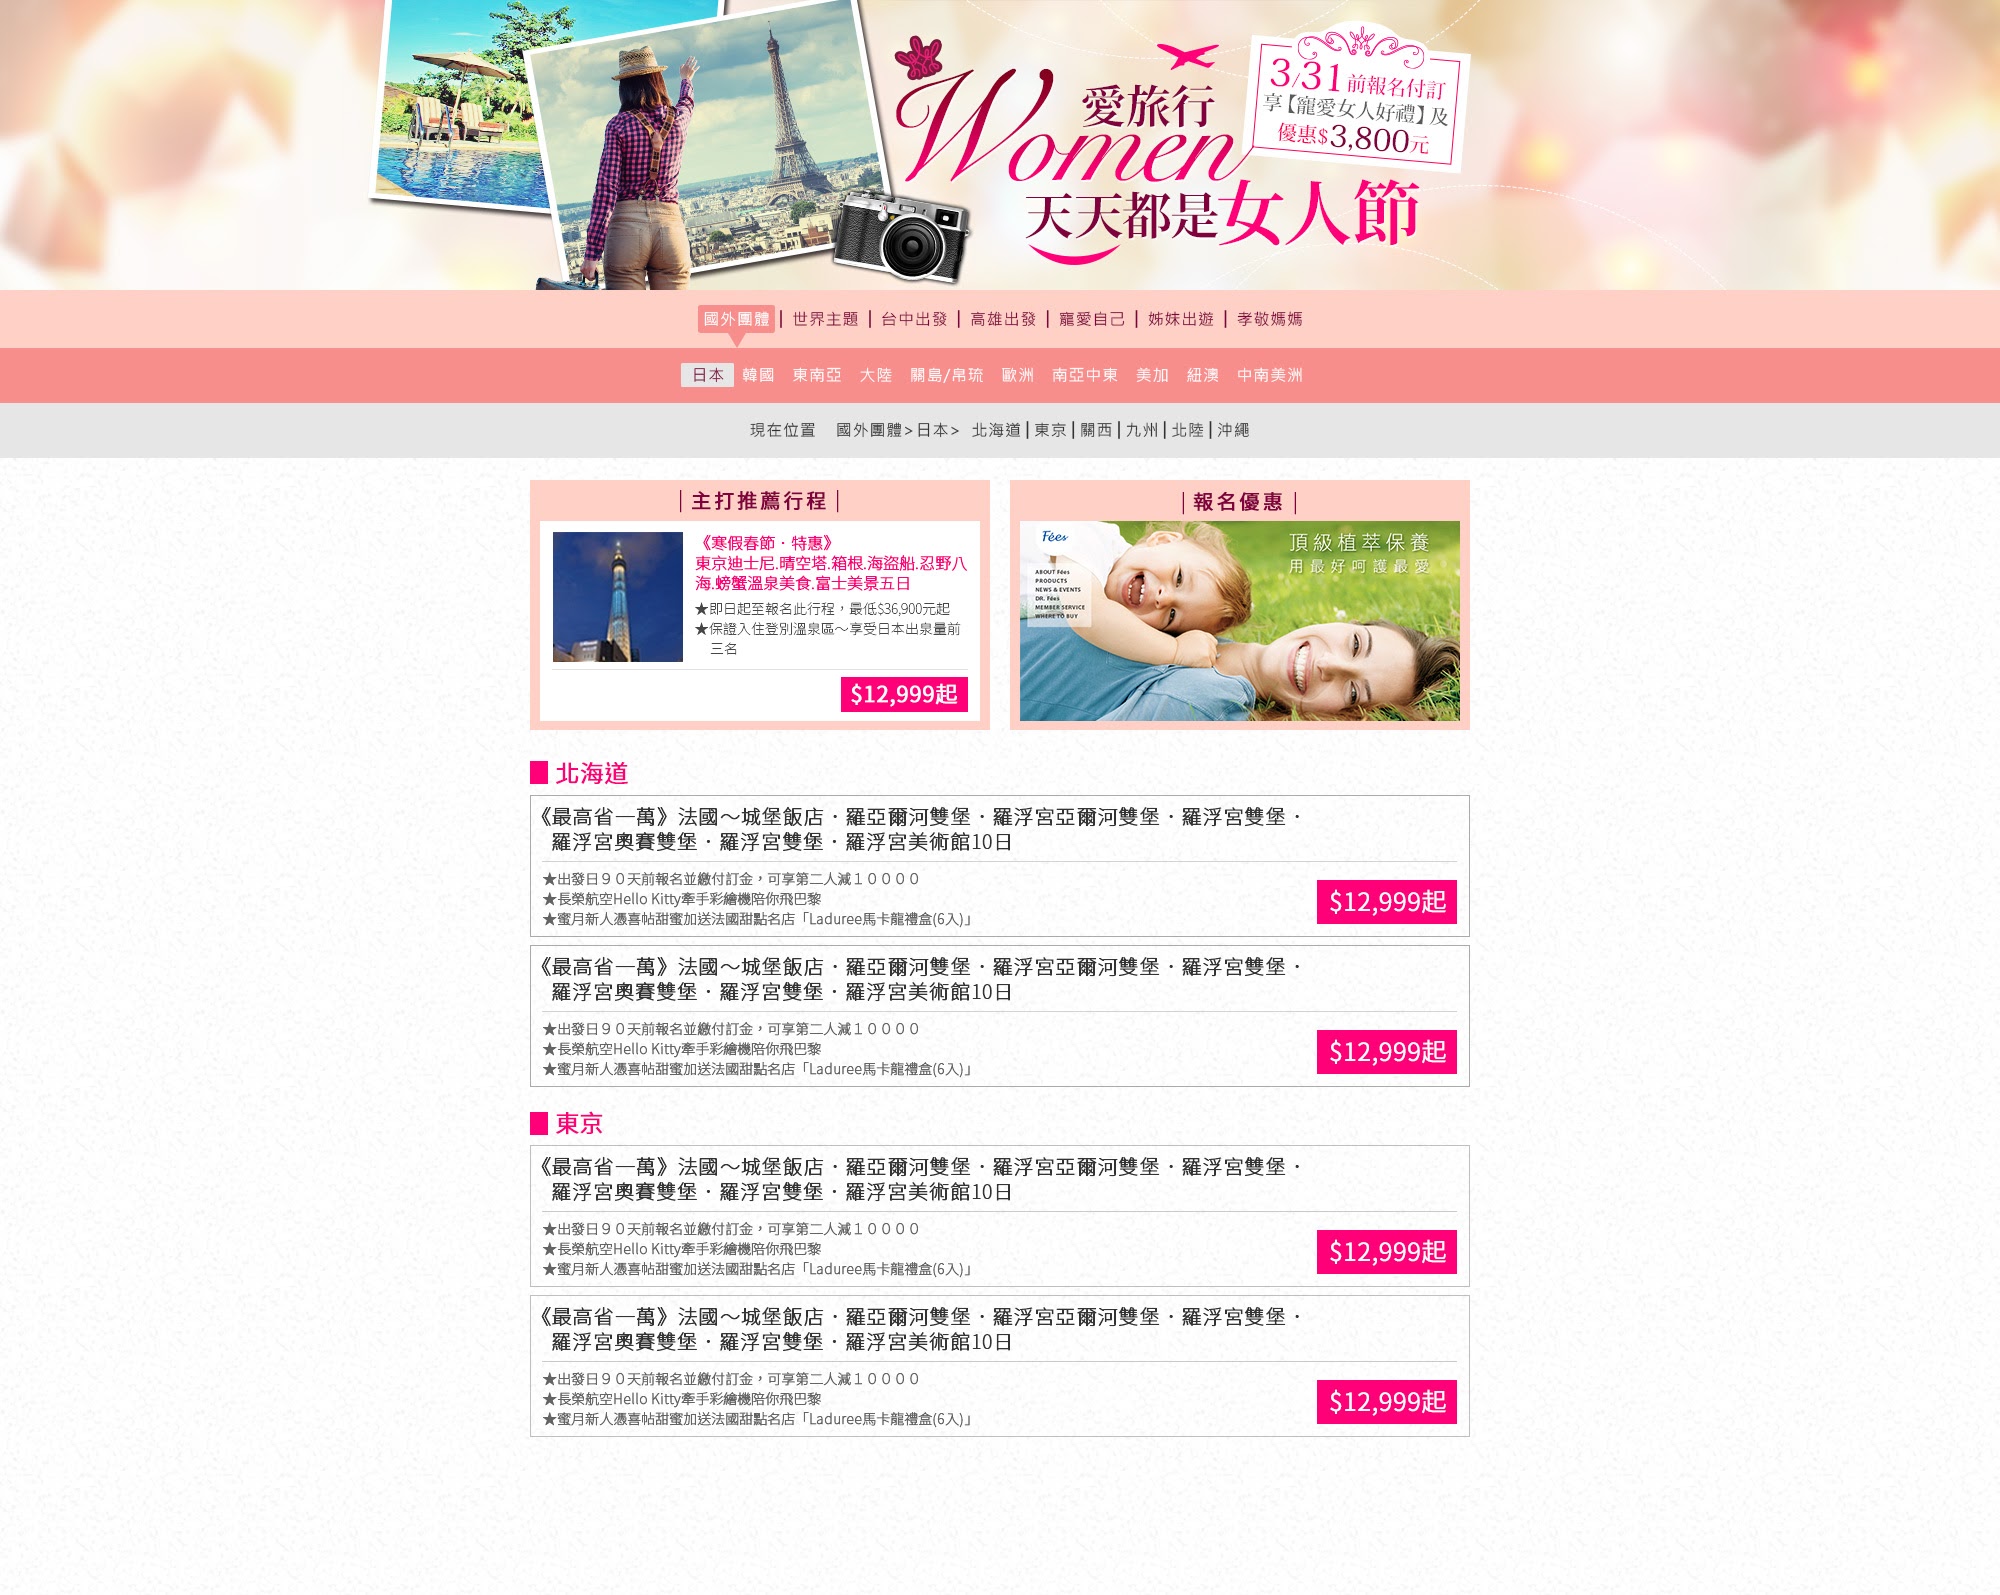 愛旅行
Women
天天都是女人節
3/31前報名付訂
享【寵愛女人好禮】及
優惠$3,800元
國外團體 | 世界主題 | 台中出發 | 高雄出發 | 寵愛自己 | 姊妹出遊 | 孝敬媽媽
日本 韓國 東南亞 大陸 關島/帛琉 歐洲 南亞中東 美加 紐澳 中南美洲
現在位置 國外團體>日本> 北海道|東京|關西|九州|北陸|沖繩
|主打推薦行程|
《寒假春節．特惠》
東京迪士尼.晴空塔.箱根.海盜船.忍野八
海.螃蟹溫泉美食.富士美景五日
★即日起至報名此行程，最低$36,900元起
★保證入住登別溫泉區～享受日本出泉量前
三名
$12,999起
|報名優惠|
Fées
ABOUT Fées
PRODUCTS
NEWS & EVENTS
DR. Fées
MEMBER SERVICE
WHERE TO BUY
頂級植萃保養
用最好呵護最愛
北海道
《最高省一萬》法國～城堡飯店．羅亞爾河雙堡．羅浮宮亞爾河雙堡．羅浮宮雙堡．
羅浮宮奧賽雙堡．羅浮宮雙堡．羅浮宮美術館10日
★出發日９０天前報名並繳付訂金，可享第二人減１００００
★長榮航空Hello Kitty牽手彩繪機陪你飛巴黎
★蜜月新人憑喜帖甜蜜加送法國甜點名店「Laduree馬卡龍禮盒(6入)」
$12,999起
《最高省一萬》法國～城堡飯店．羅亞爾河雙堡．羅浮宮亞爾河雙堡．羅浮宮雙堡．
羅浮宮奧賽雙堡．羅浮宮雙堡．羅浮宮美術館10日
★出發日９０天前報名並繳付訂金，可享第二人減１００００
★長榮航空Hello Kitty牽手彩繪機陪你飛巴黎
★蜜月新人憑喜帖甜蜜加送法國甜點名店「Laduree馬卡龍禮盒(6入)」
$12,999起
東京
《最高省一萬》法國～城堡飯店．羅亞爾河雙堡．羅浮宮亞爾河雙堡．羅浮宮雙堡．
羅浮宮奧賽雙堡．羅浮宮雙堡．羅浮宮美術館10日
★出發日９０天前報名並繳付訂金，可享第二人減１００００
★長榮航空Hello Kitty牽手彩繪機陪你飛巴黎
★蜜月新人憑喜帖甜蜜加送法國甜點名店「Laduree馬卡龍禮盒(6入)」
$12,999起
《最高省一萬》法國～城堡飯店．羅亞爾河雙堡．羅浮宮亞爾河雙堡．羅浮宮雙堡．
羅浮宮奧賽雙堡．羅浮宮雙堡．羅浮宮美術館10日
★出發日９０天前報名並繳付訂金，可享第二人減１００００
★長榮航空Hello Kitty牽手彩繪機陪你飛巴黎
★蜜月新人憑喜帖甜蜜加送法國甜點名店「Laduree馬卡龍禮盒(6入)」
$12,999起